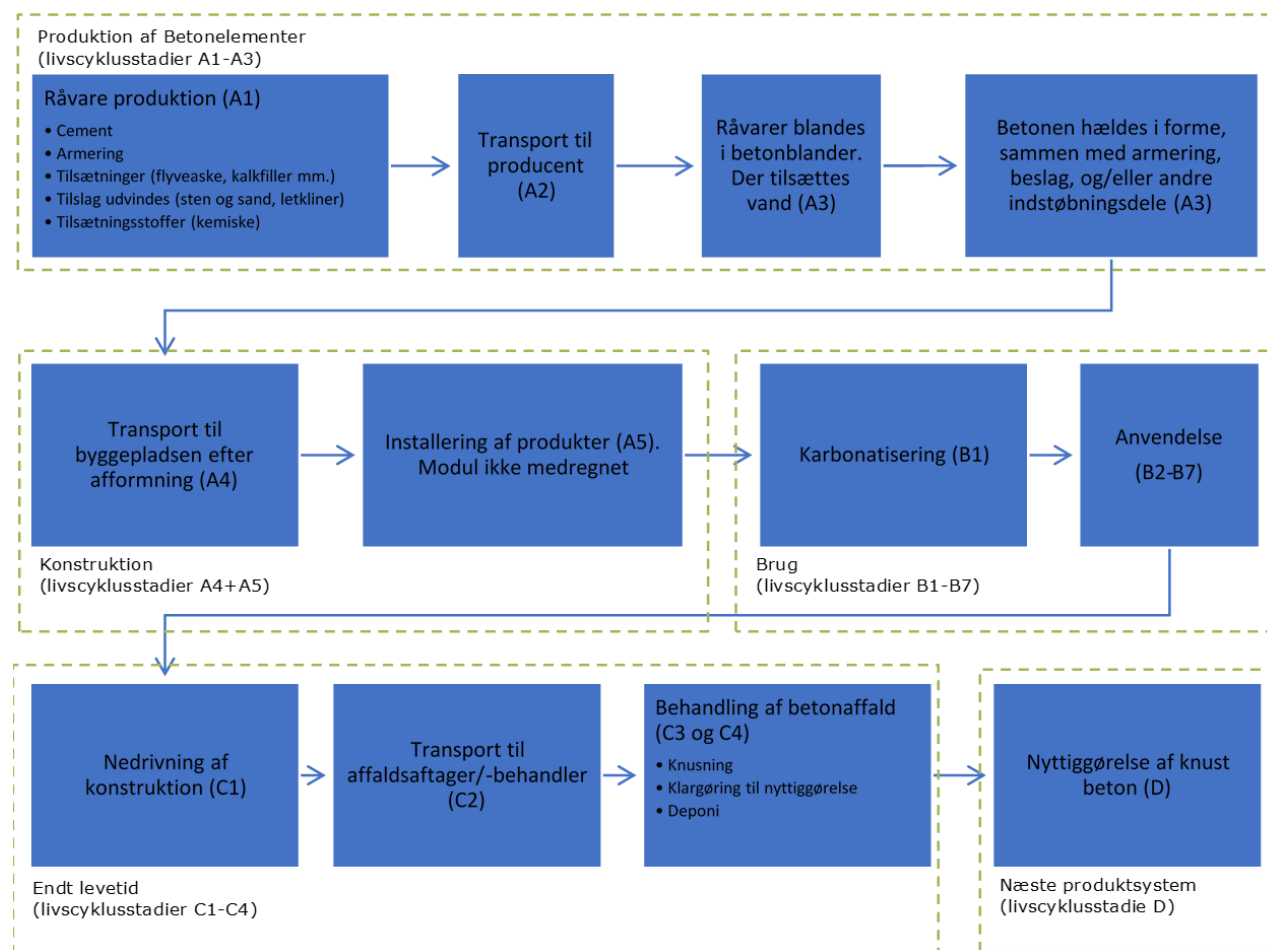 Produktion af Betonelementer
(livscyklusstadier A1-A3)
Råvare produktion (A1)
• Cement
• Armering
• Tilsætninger (flyveaske, kalkfiller mm.)
• Tilslag udvindes (sten og sand, letkliner)
• Tilsætningsstoffer (kemiske)
Transport til
producent
(A2)
Råvarer blandes
i betonblander.
Der tilsættes
vand (A3)
Betonen hældes i forme,
sammen med armering,
beslag, og/eller andre
indstøbningsdele (A3)
Transport til
byggepladsen efter
afformning (A4)
Installering af produkter (A5).
Modul ikke medregnet
Konstruktion
(livscyklusstadier A4+A5)
Karbonatisering (B1)
Anvendelse
(B2-B7)
Brug
(livscyklusstadier B1-B7)
Nedrivning af
konstruktion (C1)
Transport til
affaldsaftager/-behandler
(C2)
Behandling af betonaffald
(C3 og C4)
• Knusning
• Klargøring til nyttiggørelse
• Deponi
Endt levetid
(livscyklusstadier C1-C4)
Nyttiggørelse af knust
beton (D)
Næste produktsystem
(livscyklusstadie D)